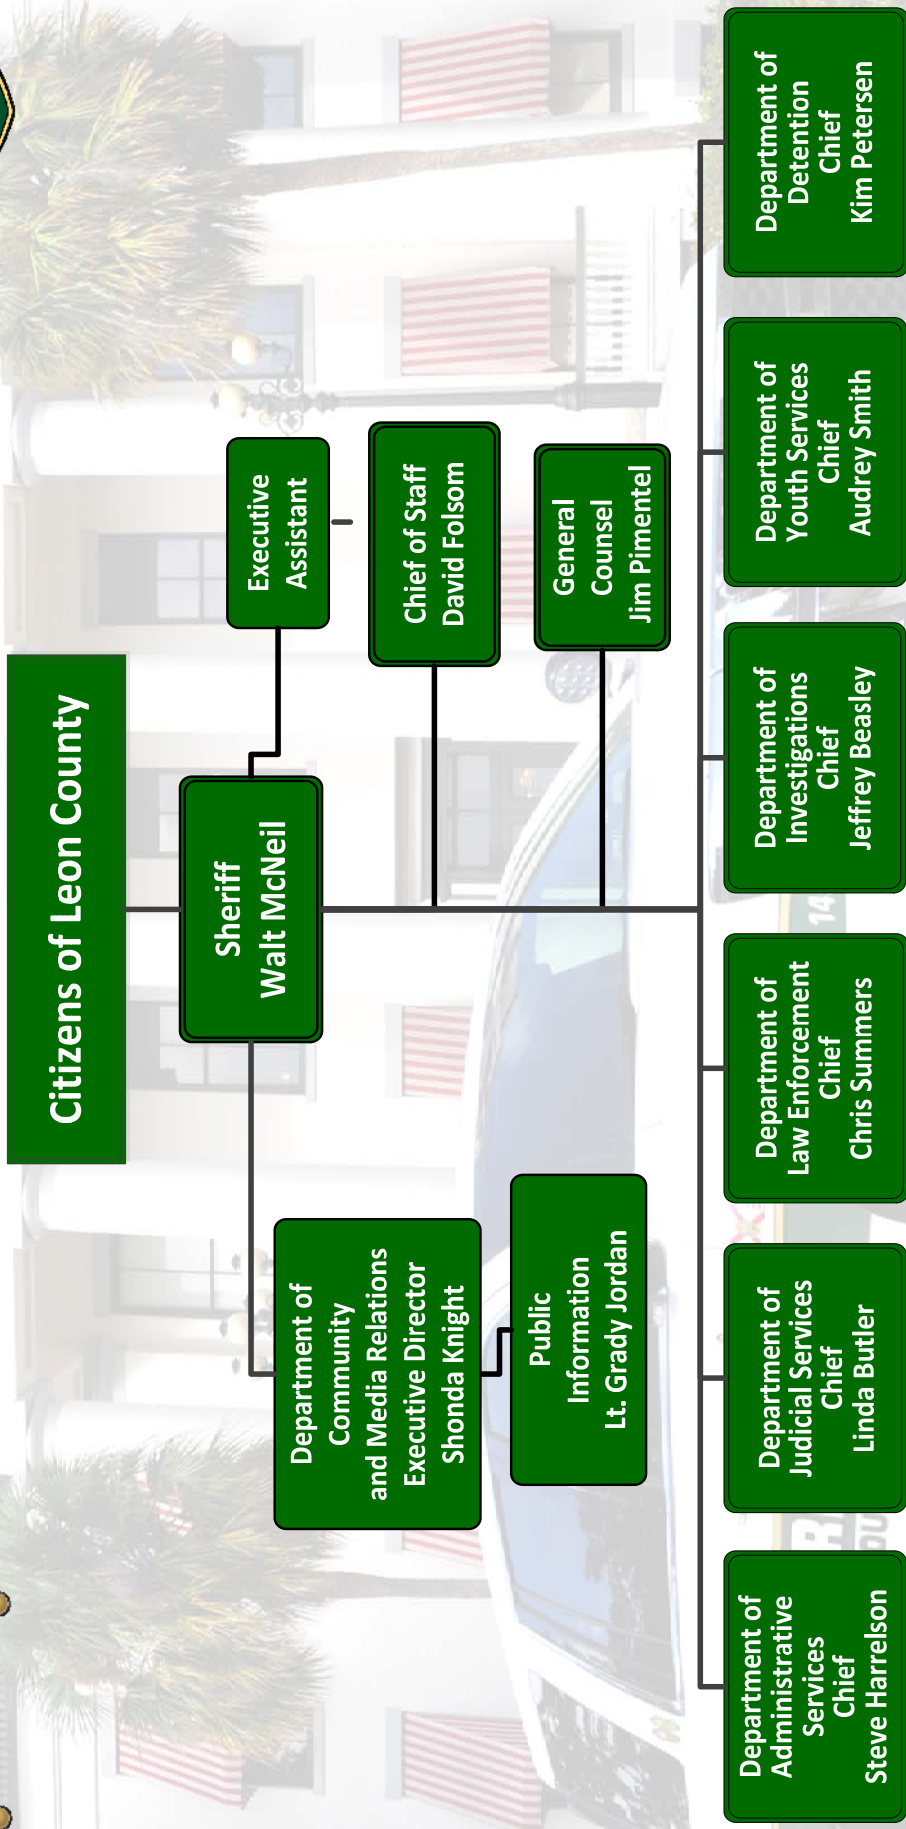 Citizens of Leon County
Sheriff
Walt McNeil
Executive
Assistant
Chief of Staff
David Folsom
General
Counsel
Jim Pimentel
Department of
Community
and Media Relations
Executive Director
Shonda Knight
Public
Information
Lt. Grady Jordan
Department of
Administrative
Services
Chief
Steve Harrelson
Department of
Judicial Services
Chief
Linda Butler
Department of
Law Enforcement
Chief
Chris Summers
Department of
Investigations
Chief
Jeffrey Beasley
Department of
Youth Services
Chief
Audrey Smith
Department of
Detention
Chief
Kim Petersen
14